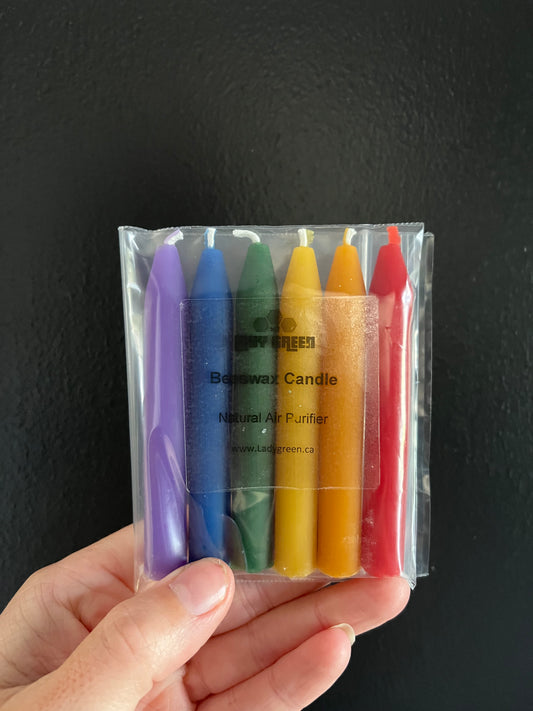 LADY GREEN
Beeswax Candle
Natural Air Purifier
www.Ladygreen.ca